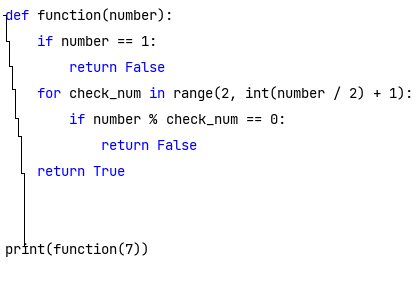 def function(number):
    if number == 1:
        return False
    for check_num in range(2, int(number / 2) + 1):
        if number % check_num == 0:
            return False
    return True
print(function(7))